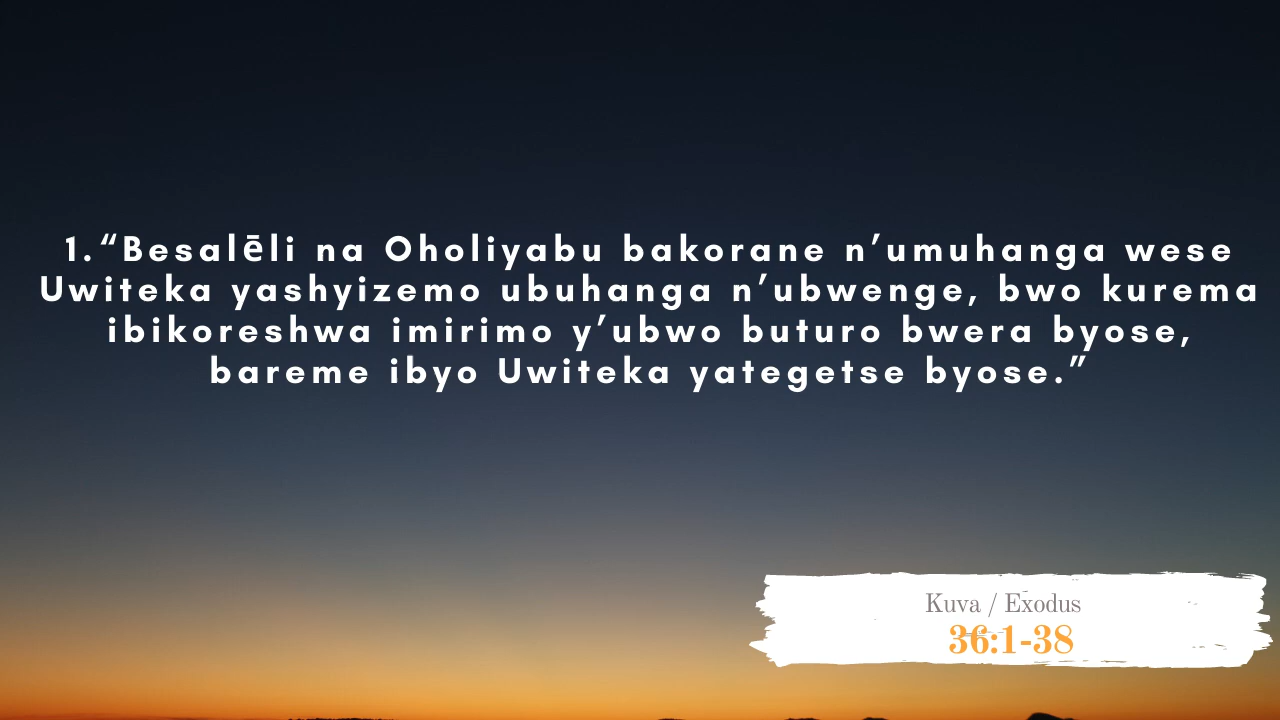 1. “Besalēli na Oholiyabu bakorane n’umuhanga wese
Uwiteka yashyizemo ubuhanga n’ubwenge, bwo kurema
ibikoreshwa imirimo y’ubwo buturo bwera byose,
bareme ibyo Uwiteka yategetse byose.”
Kuva / Exodus
36:1-38